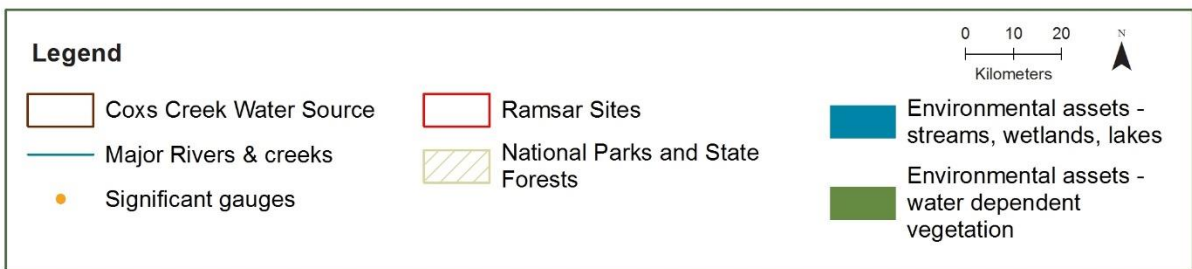 Legend
0 10 20
Kilometers
N
Coxs Creek Water Source
Major Rivers & creeks
Significant gauges
Ramsar Sites
National Parks and State
Forests
Environmental assets -
streams, wetlands, lakes
Environmental assets -
water dependent
vegetation